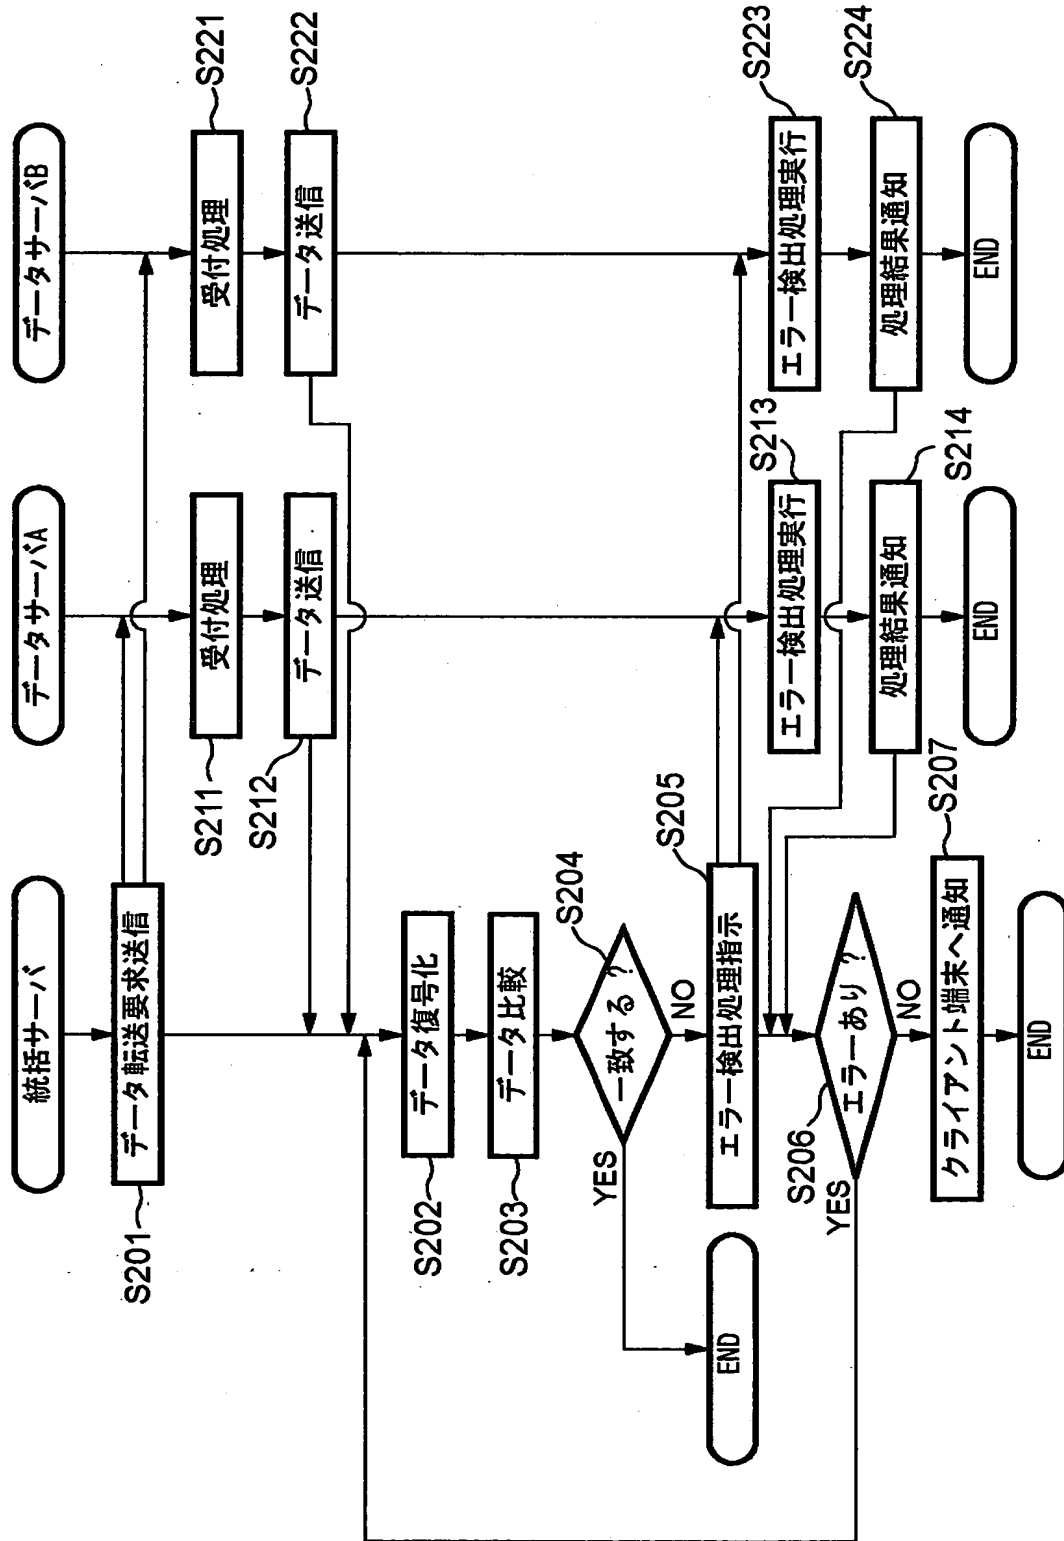 統括サーバ
データ転送要求送信
S201
データ復号化
S202
データ比較
S203
一致する ?
S204
YES
NO
END
エラー検出処理指示
S205
エラーあり ?
S206
YES
NO
クライアント端末へ通知
S207
END
データサーバA
受付処理
S211
データ送信
S212
エラー検出処理実行
S213
処理結果通知
S214
END
データサーバB
受付処理
S221
データ送信
S222
エラー検出処理実行
S223
処理結果通知
S224
END